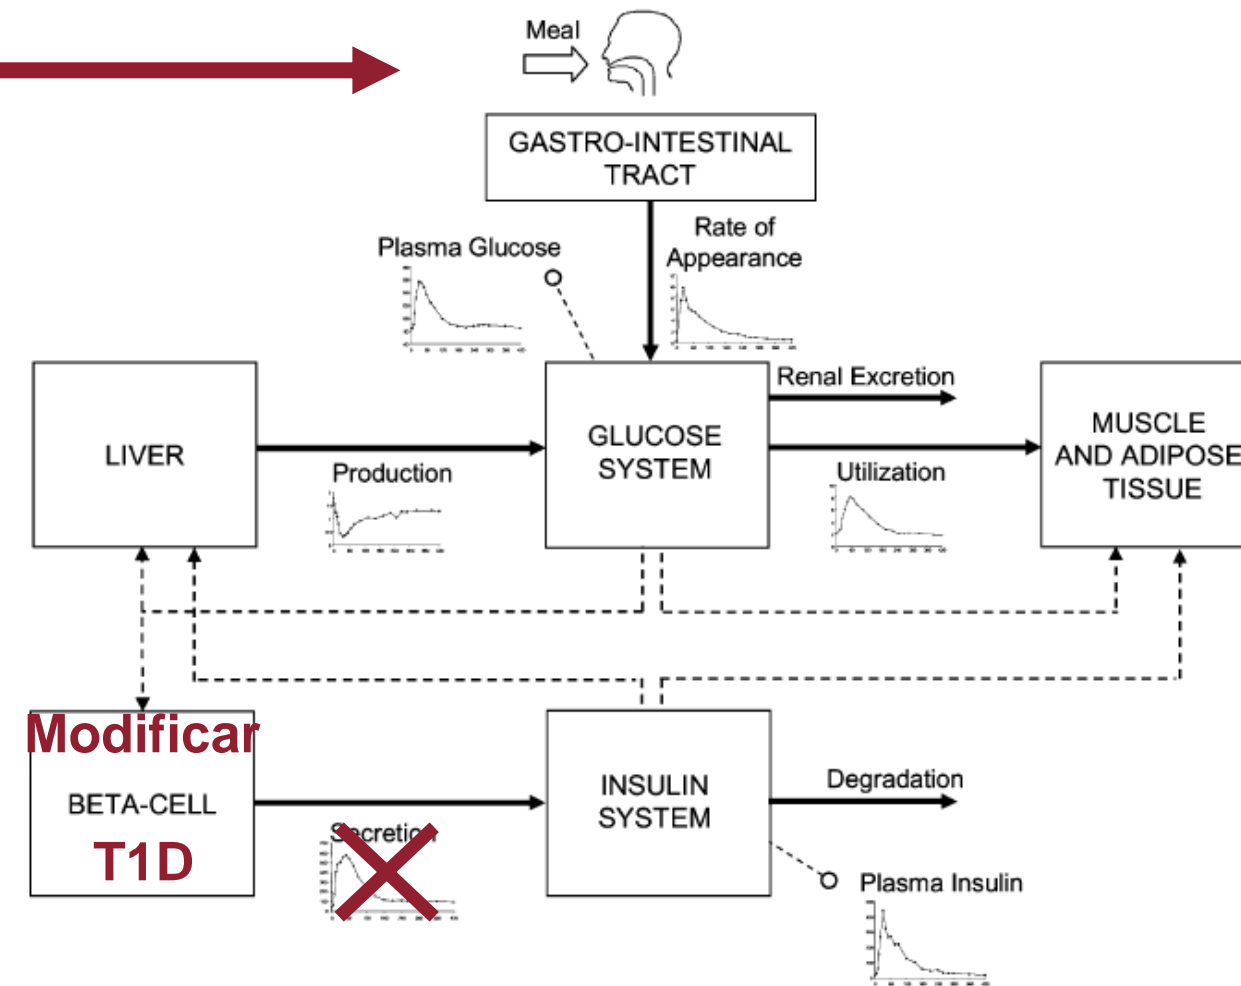 Meal
GASTRO-INTESTINAL
TRACT
Rate of
Appearance
Plasma Glucose
Renal Excretion
LIVER
GLUCOSE
SYSTEM
MUSCLE
AND ADIPOSE
TISSUE
Production
Utilization
Modificar
BETA-CELL
T1D
Secretion
INSULIN
SYSTEM
Degradation
Plasma Insulin